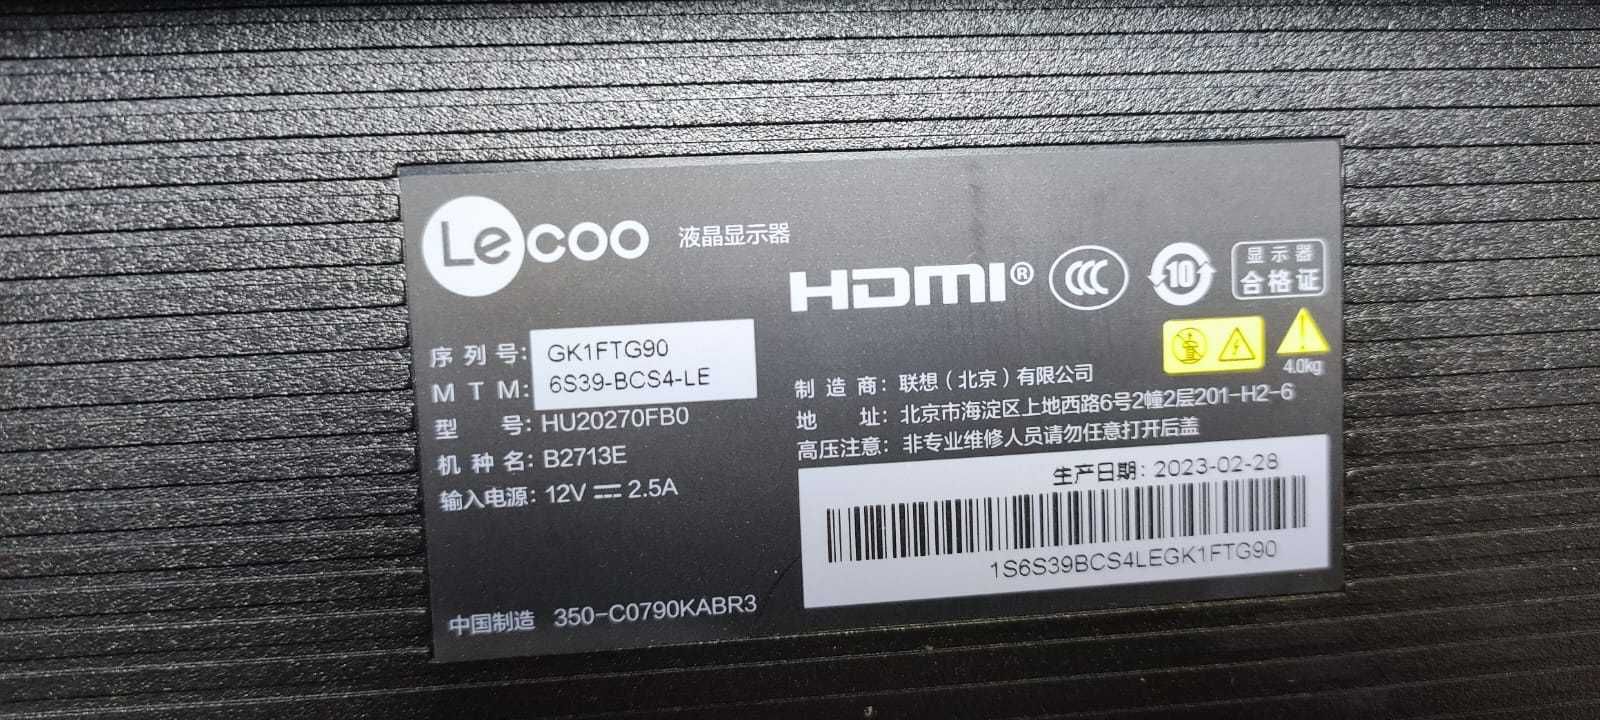 Lecoo 液晶显示器
HDMI®
CCC
10
显示器
合格证
4.0kg
序列号: GK1FTG90
MTM: 6S39-BCS4-LE
型号: HU20270FB0
机种名: B2713E
输入电源: 12V ⎓ 2.5A
制造商: 联想（北京）有限公司
地址: 北京市海淀区上地西路6号2幢2层201-H2-6
高压注意: 非专业维修人员请勿任意打开后盖
生产日期: 2023-02-28
1S6S39BCS4LEGK1FTG90
中国制造 350-C0790KABR3